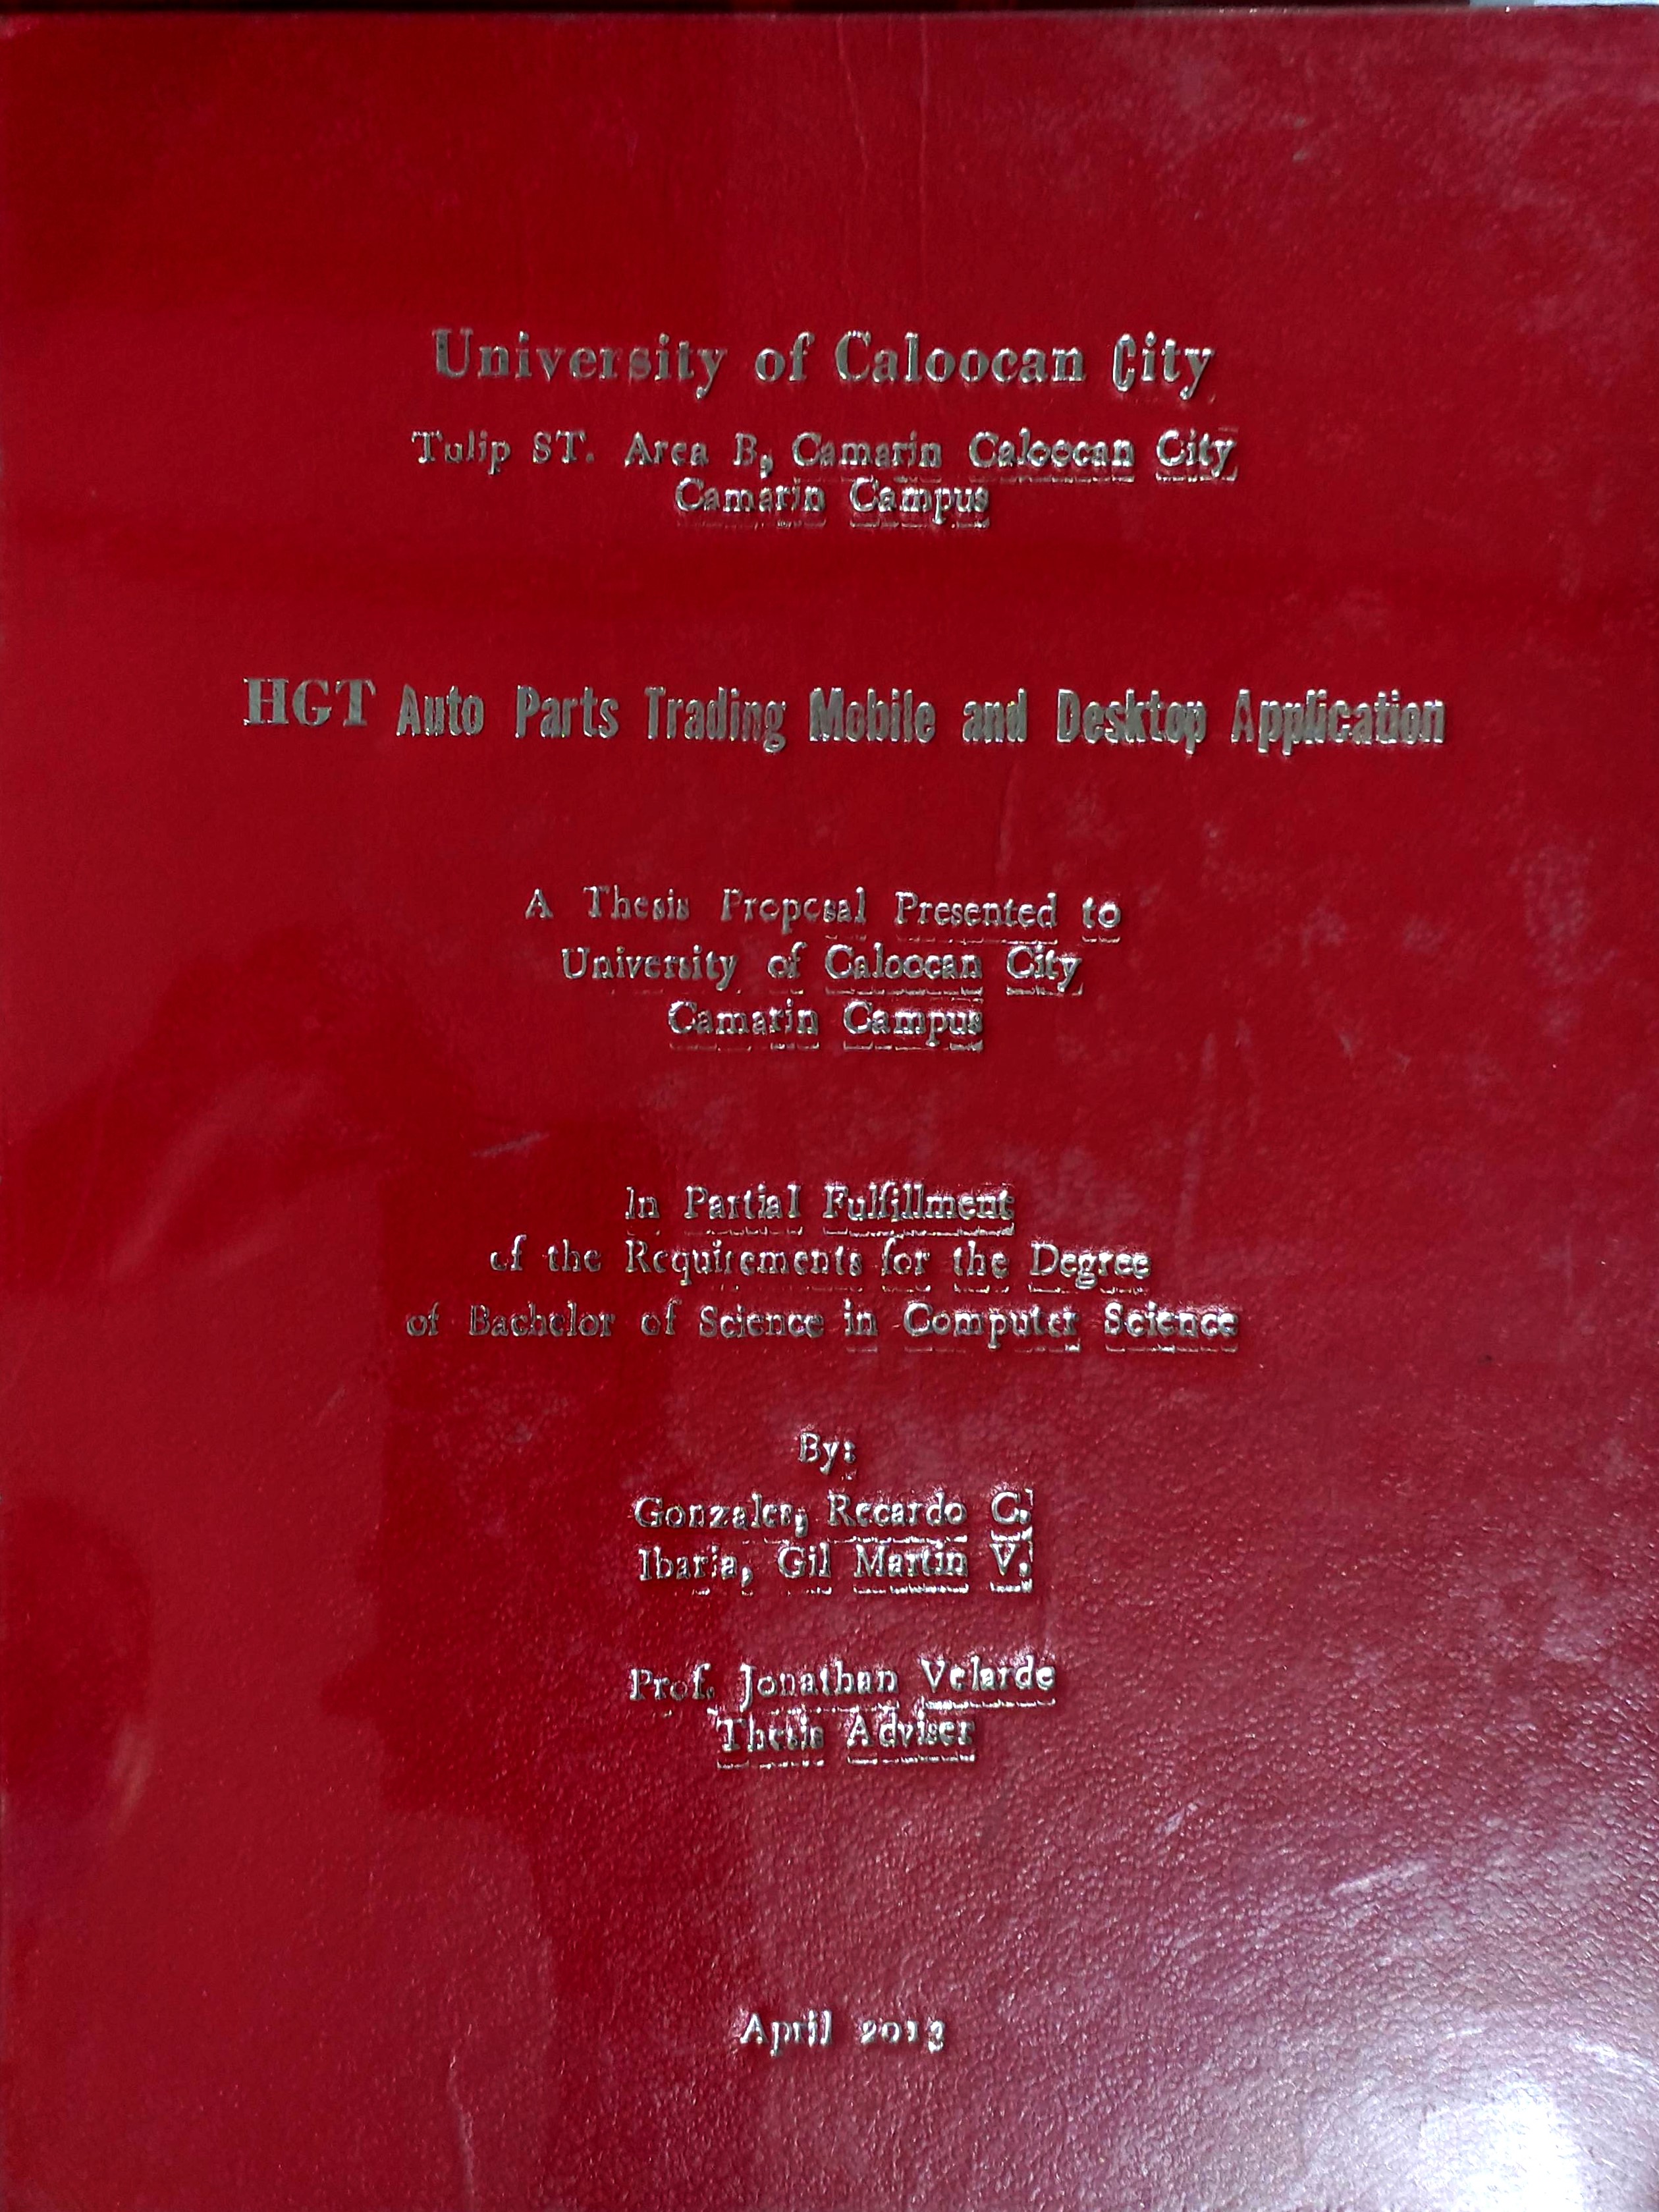 University of Caloocan City
Tulip ST. Area B, Camarin Caloocan City
Camarin Campus
HGT Auto Parts Trading Mobile and Desktop Application
A Thesis Proposal Presented to
University of Caloocan City
Camarin Campus
In Partial Fulfillment
of the Requirements for the Degree
of Bachelor of Science in Computer Science
By:
Gonzales, Recardo C.
Ibaria, Gil Martin V.
Prof. Jonathan Velarde
Thesis Adviser
April 2013